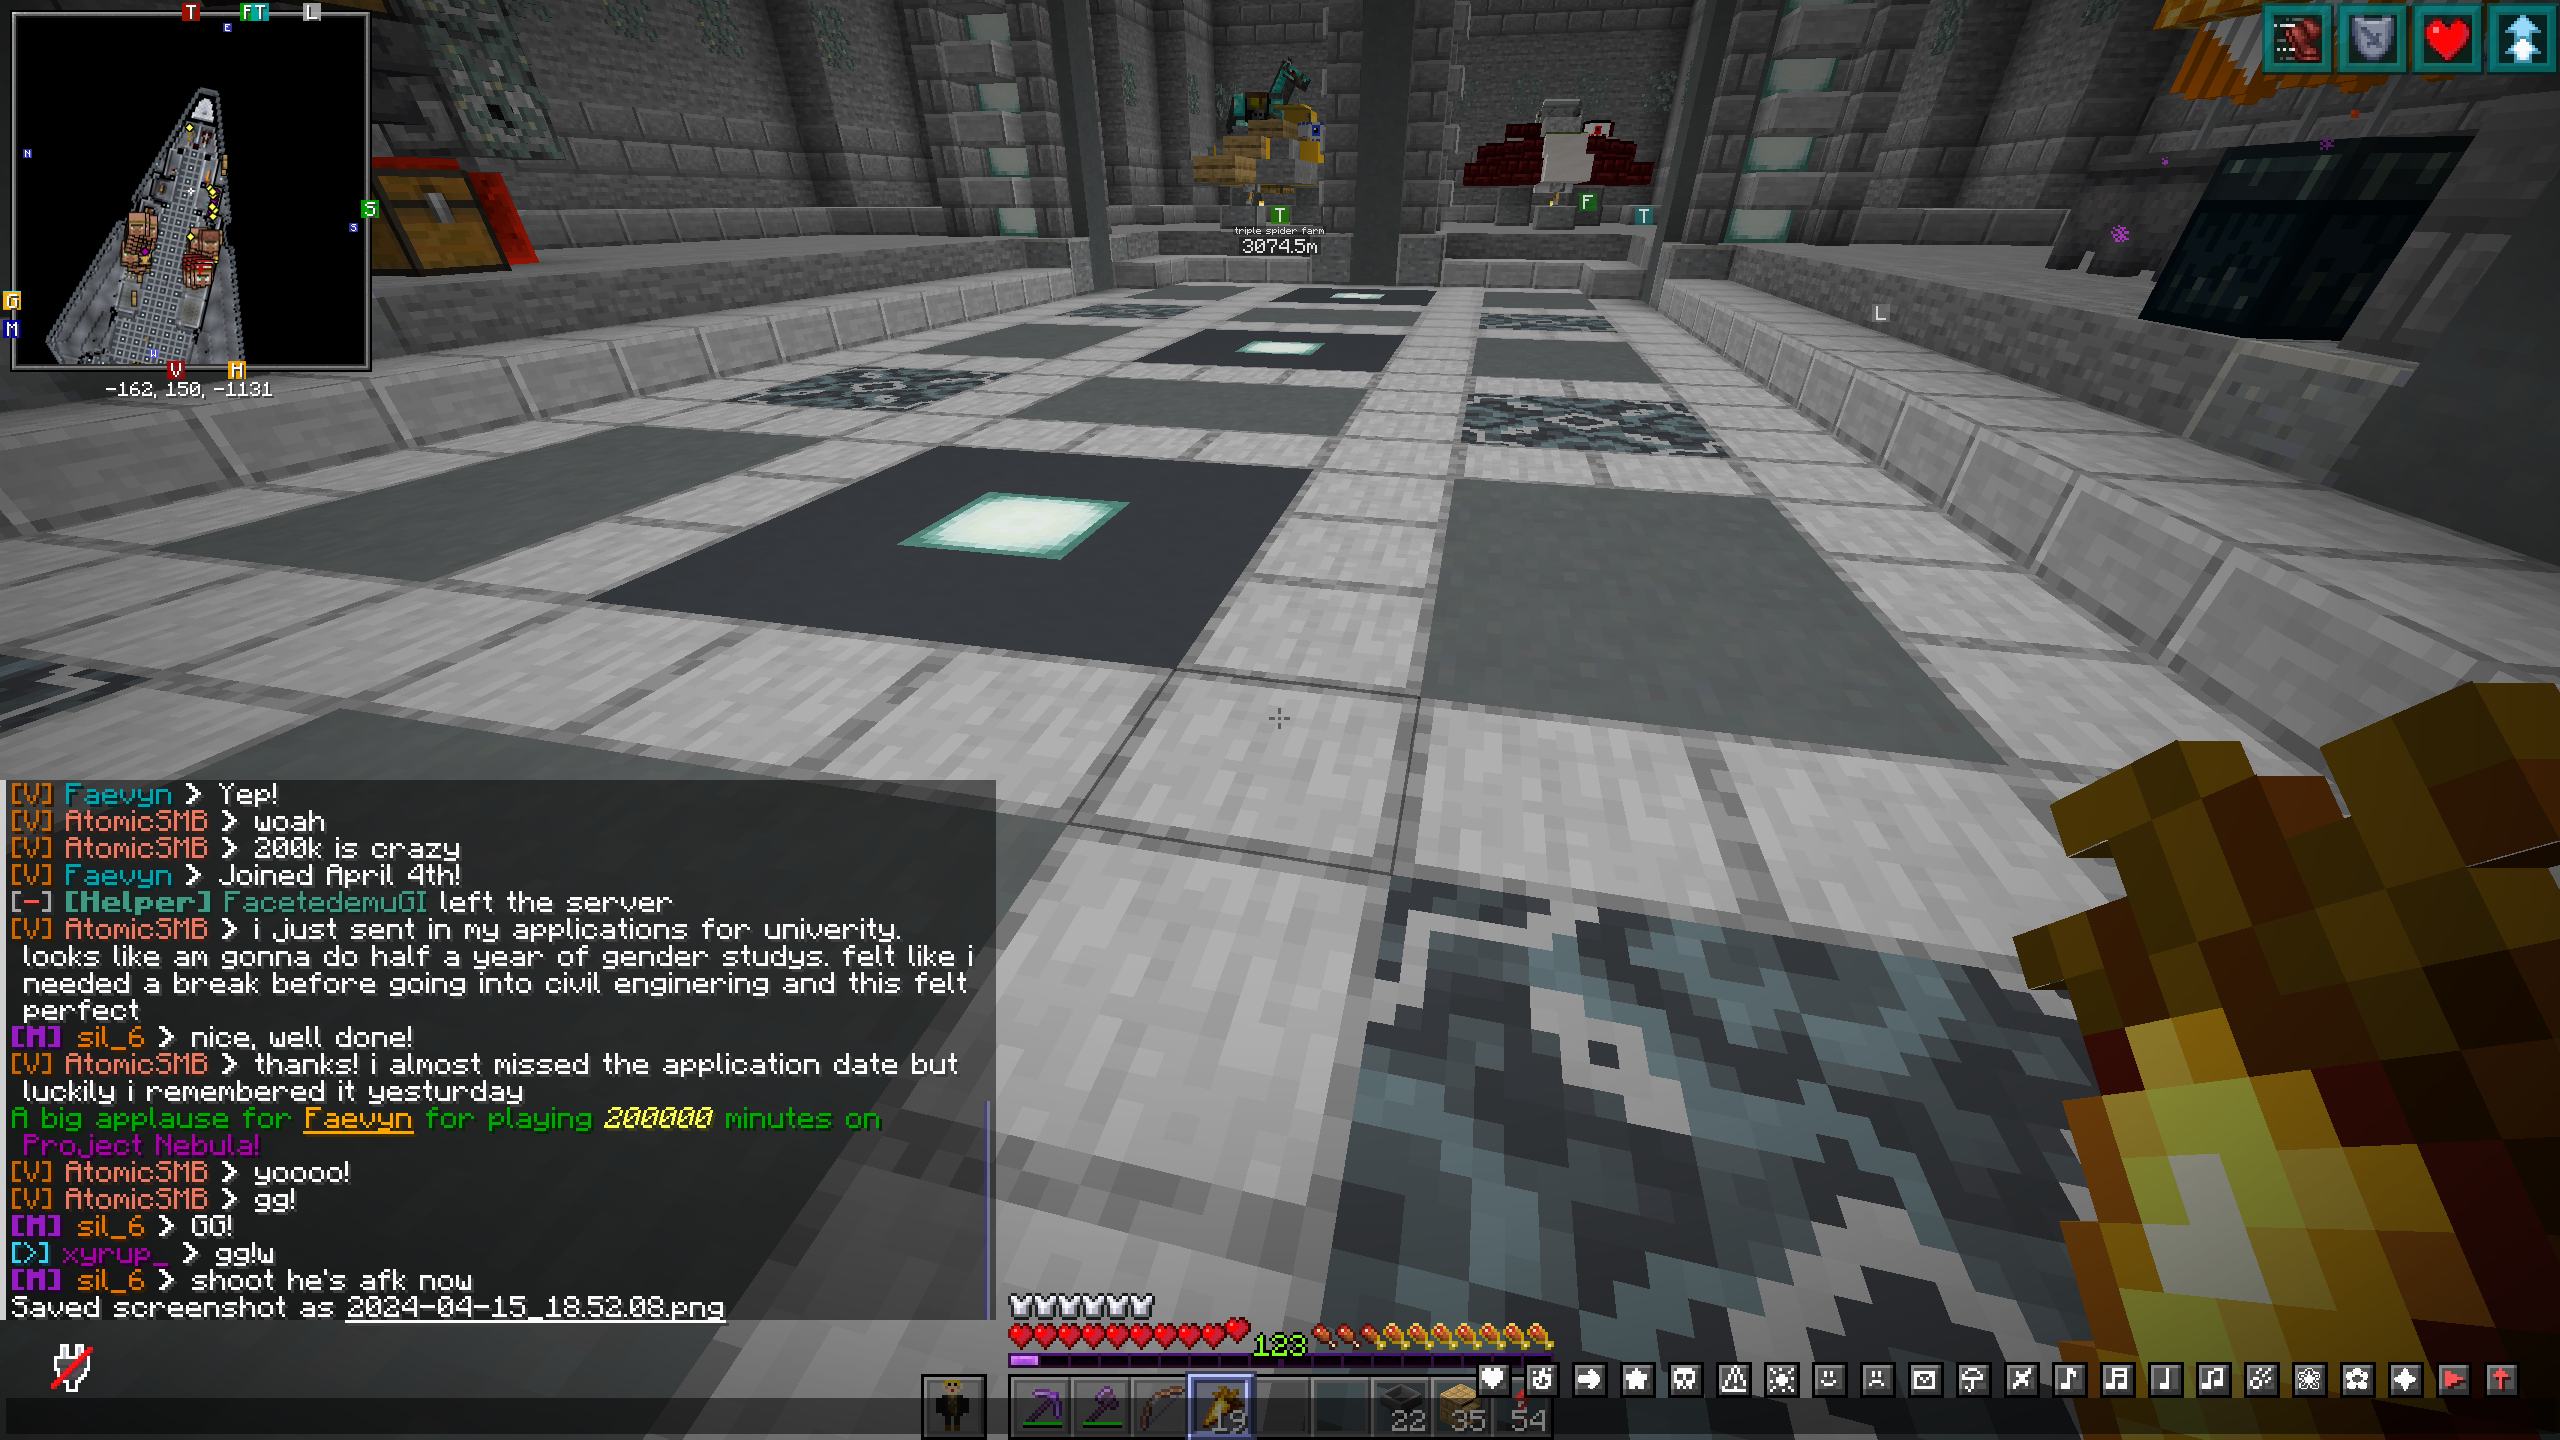 T FT L
E
N
S
S
G
M
W
V H
-162, 150, -1131
T F T
triple spider farm
3074.5m
L
[V] Faevyn > Yep!
[V] AtomicSMB > woah
[V] AtomicSMB > 200k is crazy
[V] Faevyn > Joined April 4th!
[-] [Helper] FacetedemuGI left the server
[V] AtomicSMB > i just sent in my applications for univerity.
looks like am gonna do half a year of gender studys. felt like i
needed a break before going into civil enginering and this felt
perfect
[M] sil_6 > nice, well done!
[V] AtomicSMB > thanks! i almost missed the application date but
luckily i remembered it yesturday
A big applause for Faevyn for playing 200000 minutes on
Project Nebula!
[V] AtomicSMB > yoooo!
[V] AtomicSMB > gg!
[M] sil_6 > GG!
[>] xyrup_ > gg!w
[M] sil_6 > shoot he's afk now
Saved screenshot as 2024-04-15_18.52.08.png
188
19 22 35 54